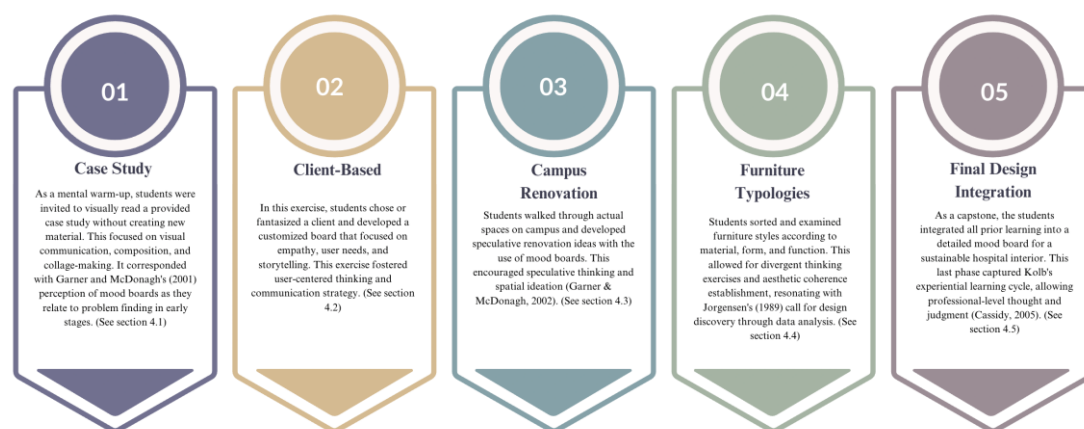 01
Case Study
As a mental warm-up, students were
invited to visually read a provided
case study without creating new
material. This focused on visual
communication, composition, and
collage-making. It corresponded
with Garner and McDonagh's (2001)
perception of mood boards as they
relate to problem finding in early
stages. (See section 4.1)
02
Client-Based
In this exercise, students chose or
fantasized a client and developed a
customized board that focused on
empathy, user needs, and
storytelling. This exercise fostered
user-centered thinking and
communication strategy. (See section
4.2)
03
Campus
Renovation
Students walked through actual
spaces on campus and developed
speculative renovation ideas with the
use of mood boards. This
encouraged speculative thinking and
spatial ideation (Garner &
McDonagh, 2002). (See section 4.3)
04
Furniture
Typologies
Students sorted and examined
furniture styles according to
material, form, and function. This
allowed for divergent thinking
exercises and aesthetic coherence
establishment, resonating with
Jorgensen's (1989) call for design
discovery through data analysis. (See
section 4.4)
05
Final Design
Integration
As a capstone, the students
integrated all prior learning into a
detailed mood board for a
sustainable hospital interior. This
last phase captured Kolb's
experiential learning cycle, allowing
professional-level thought and
judgment (Cassidy, 2005). (See
section 4.5)